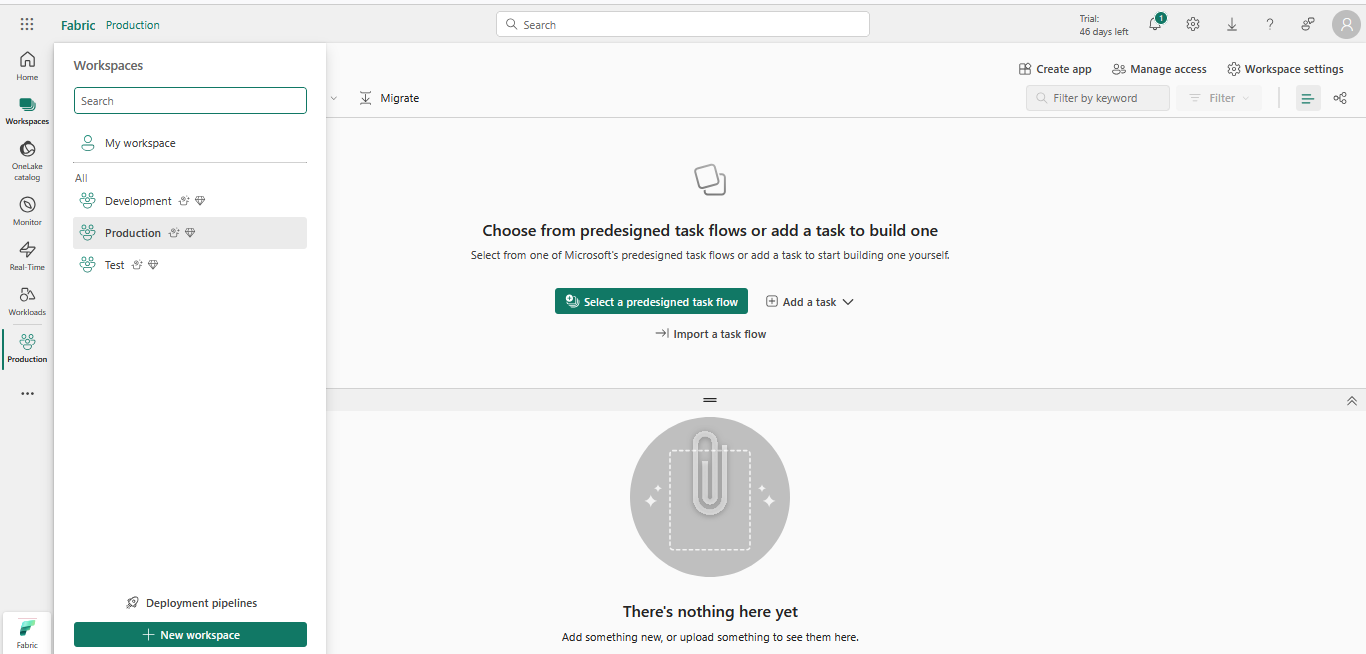 Fabric Production
Search
Trial:
46 days left
1
Home
Workspaces
OneLake
catalog
Monitor
Real-Time
Workloads
Production
Fabric
Workspaces
Search
My workspace
All
Development
Production
Test
Deployment pipelines
New workspace
Migrate
Create app
Manage access
Workspace settings
Filter by keyword
Filter
Choose from predesigned task flows or add a task to build one
Select from one of Microsoft's predesigned task flows or add a task to start building one yourself.
Select a predesigned task flow
Add a task
Import a task flow
There's nothing here yet
Add something new, or upload something to see them here.